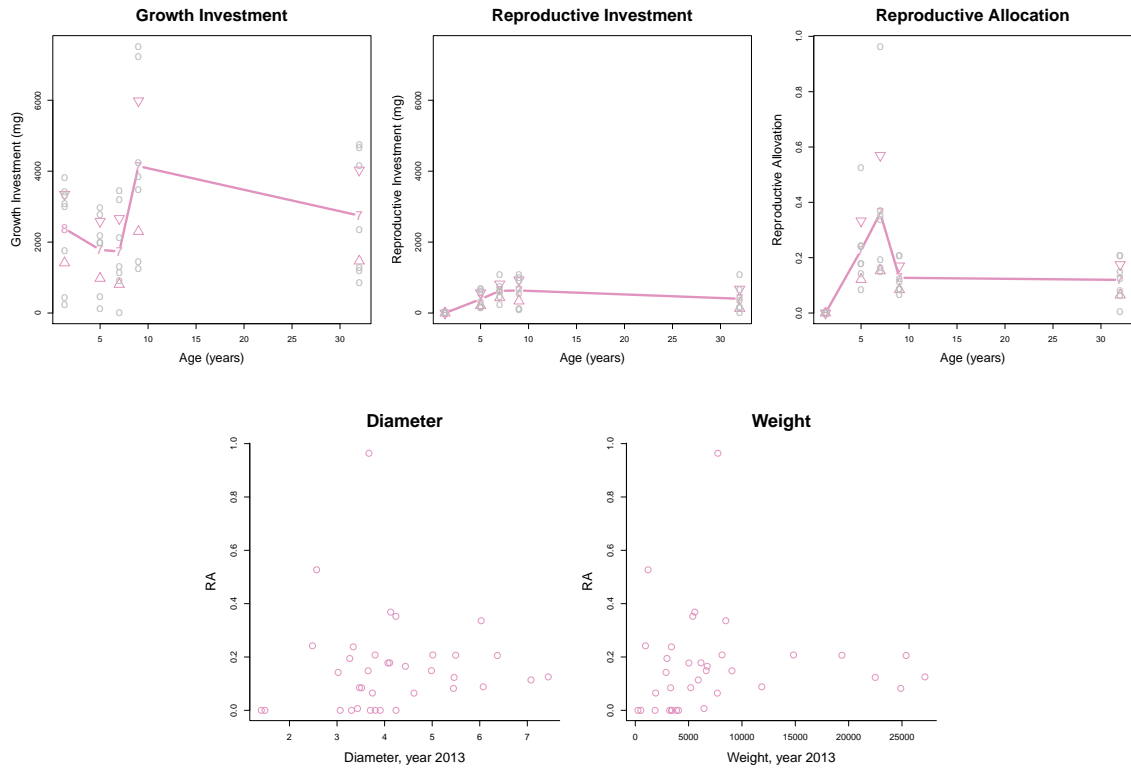 Growth Investment
Growth Investment (mg)
0 2000 4000 6000
8
7
7
7
5 10 15 20 25 30
Age (years)
Reproductive Investment
Reproductive Investment (mg)
0 2000 4000 6000
5 10 15 20 25 30
Age (years)
Reproductive Allocation
Reproductive Allovation
0.0 0.2 0.4 0.6 0.8 1.0
5 10 15 20 25 30
Age (years)
Diameter
RA
0.0 0.2 0.4 0.6 0.8 1.0
2 3 4 5 6 7
Diameter, year 2013
Weight
RA
0.0 0.2 0.4 0.6 0.8 1.0
0 5000 10000 15000 20000 25000
Weight, year 2013